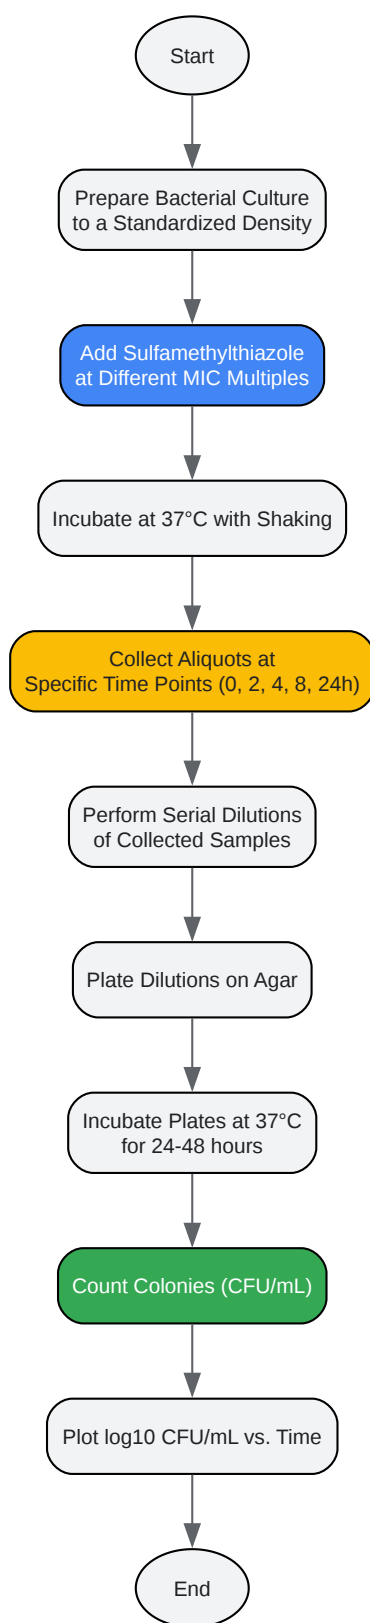 Start
Prepare Bacterial Culture
to a Standardized Density
Add Sulfamethylthiazole
at Different MIC Multiples
Incubate at 37°C with Shaking
Collect Aliquots at
Specific Time Points (0, 2, 4, 8, 24h)
Perform Serial Dilutions
of Collected Samples
Plate Dilutions on Agar
Incubate Plates at 37°C
for 24-48 hours
Count Colonies (CFU/mL)
Plot log10 CFU/mL vs. Time
End